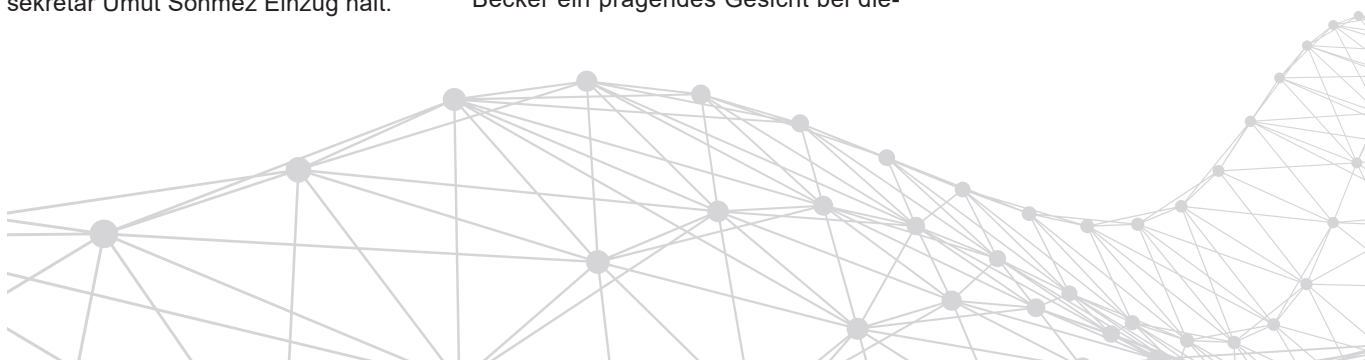 sekretär Umut Sönmez Einzug hält.
Becker ein prägendes Gesicht bei die-